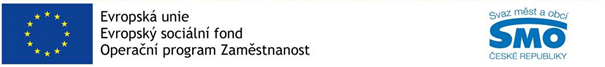 Evropská unie
Evropský sociální fond
Operační program Zaměstnanost
Svaz měst a obcí
SMO
ČESKÉ REPUBLIKY